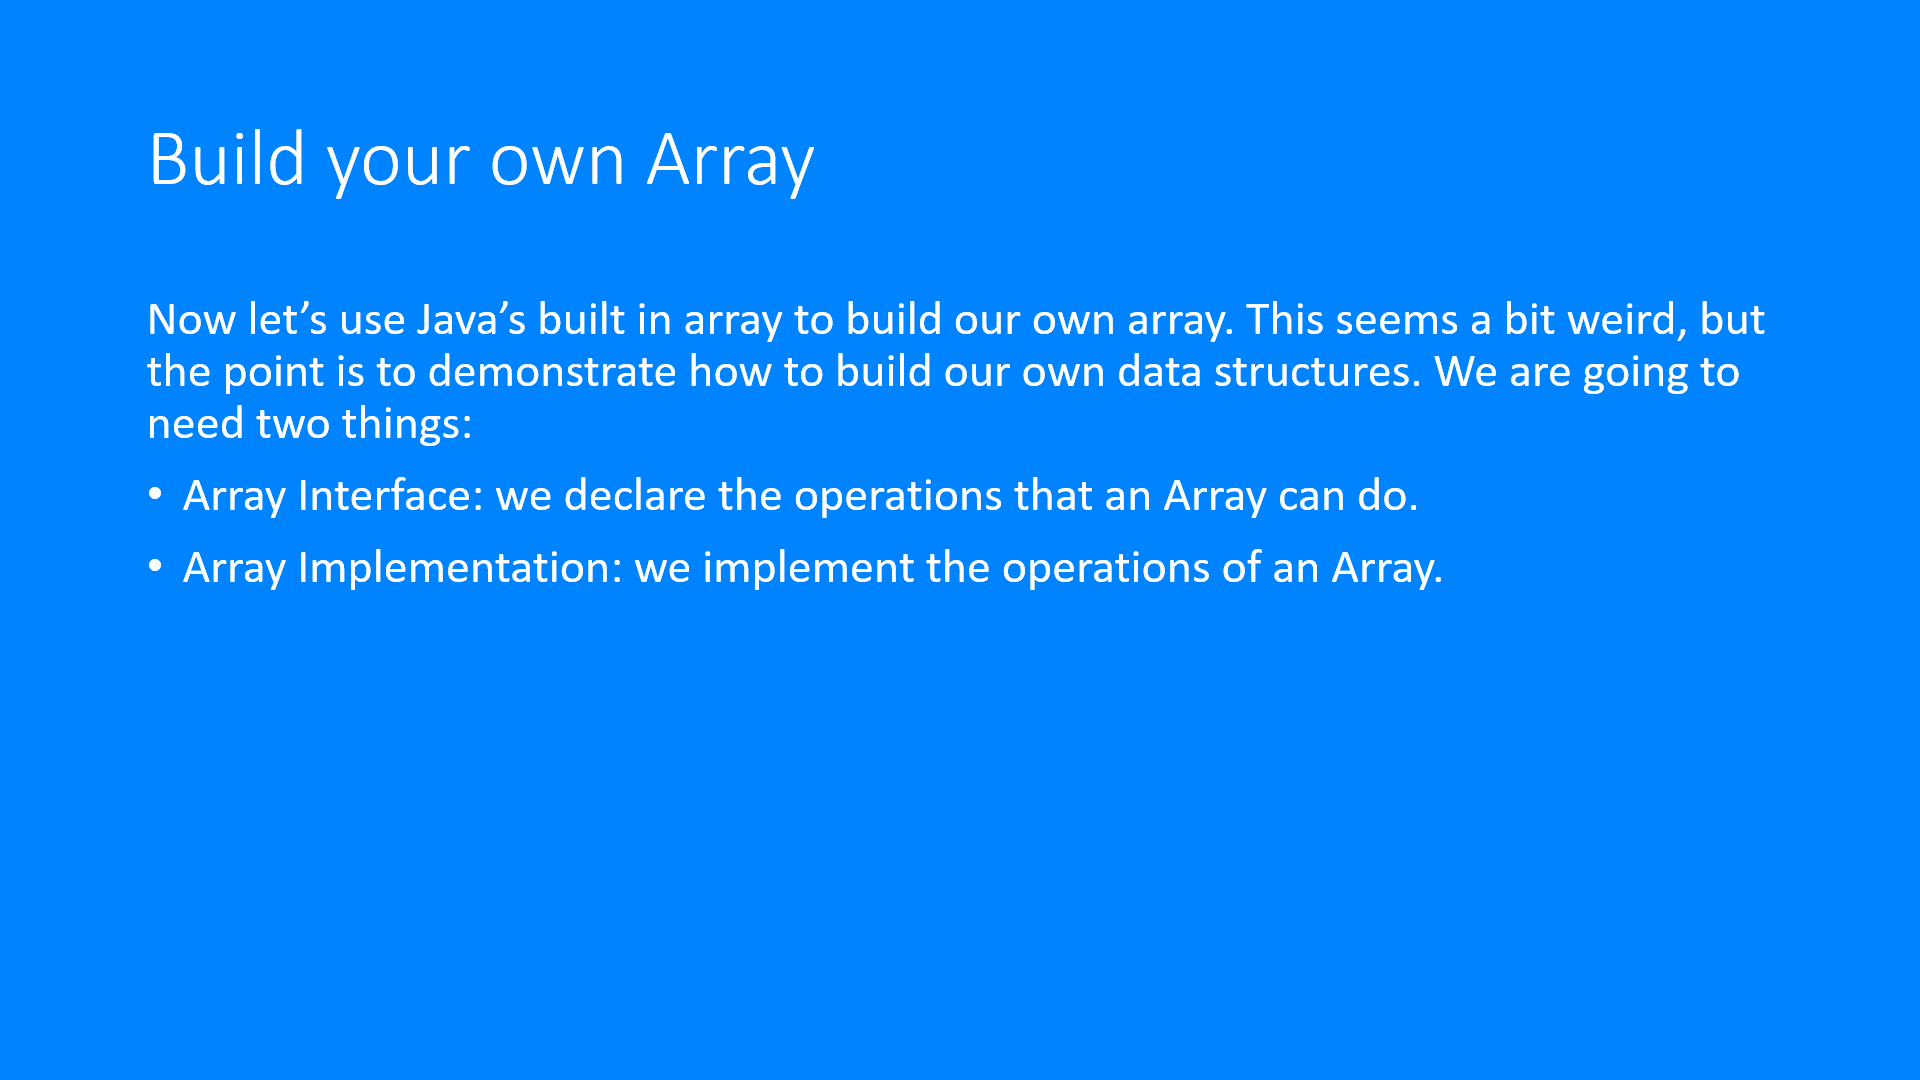 Build your own Array
Now let’s use Java’s built in array to build our own array. This seems a bit weird, but
the point is to demonstrate how to build our own data structures. We are going to
need two things:
• Array Interface: we declare the operations that an Array can do.
• Array Implementation: we implement the operations of an Array.